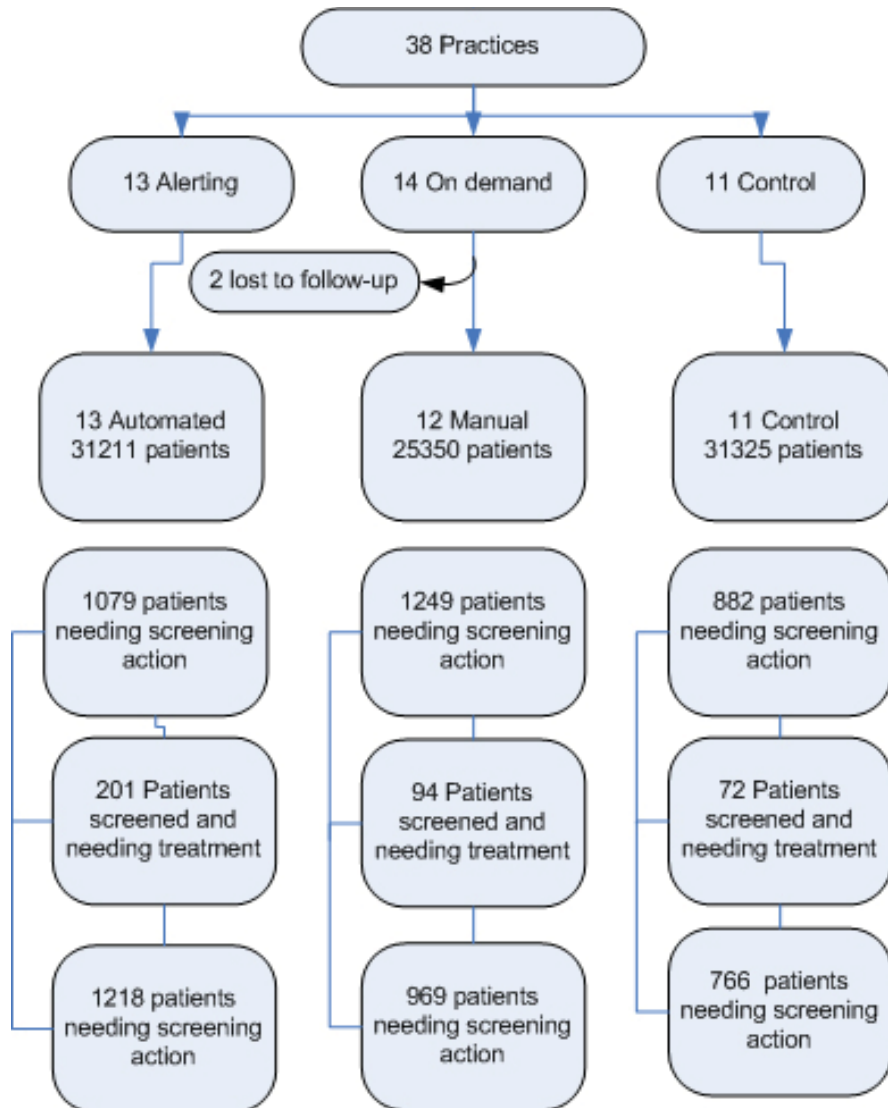 38 Practices
13 Alerting
14 On demand
11 Control
2 lost to follow-up
13 Automated
31211 patients
12 Manual
25350 patients
11 Control
31325 patients
1079 patients
needing screening
action
1249 patients
needing screening
action
882 patients
needing screening
action
201 Patients
screened and
needing treatment
94 Patients
screened and
needing treatment
72 Patients
screened and
needing treatment
1218 patients
needing screening
action
969 patients
needing screening
action
766 patients
needing screening
action